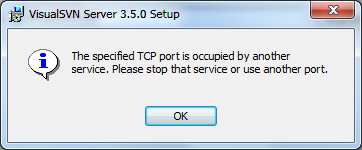 VisualSVN Server 3.5.0 Setup
The specified TCP port is occupied by another
service. Please stop that service or use another port.
OK